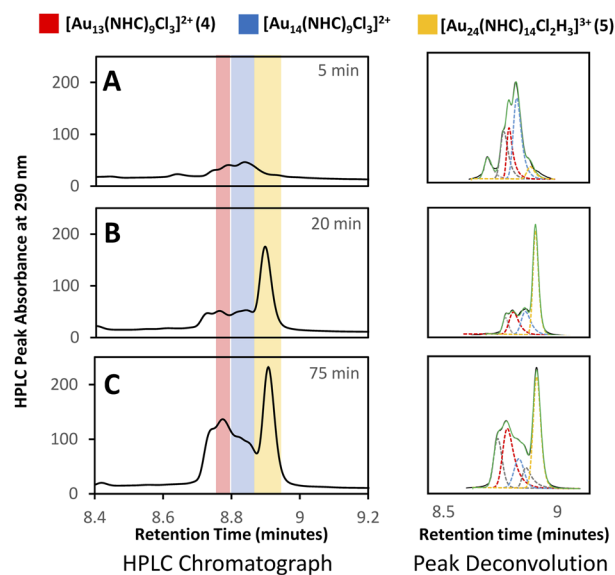 [Au₁₃(NHC)₉Cl₃]²⁺ (4) [Au₁₄(NHC)₉Cl₃]²⁺ [Au₂₄(NHC)₁₄Cl₂H₃]³⁺ (5)
HPLC Peak Absorbance at 290 nm
A 5 min
200
100
0
B 20 min
200
100
0
C 75 min
200
100
0
8.4 8.6 8.8 9 9.2
Retention Time (minutes)
HPLC Chromatograph
8.5 9
Retention time (minutes)
Peak Deconvolution